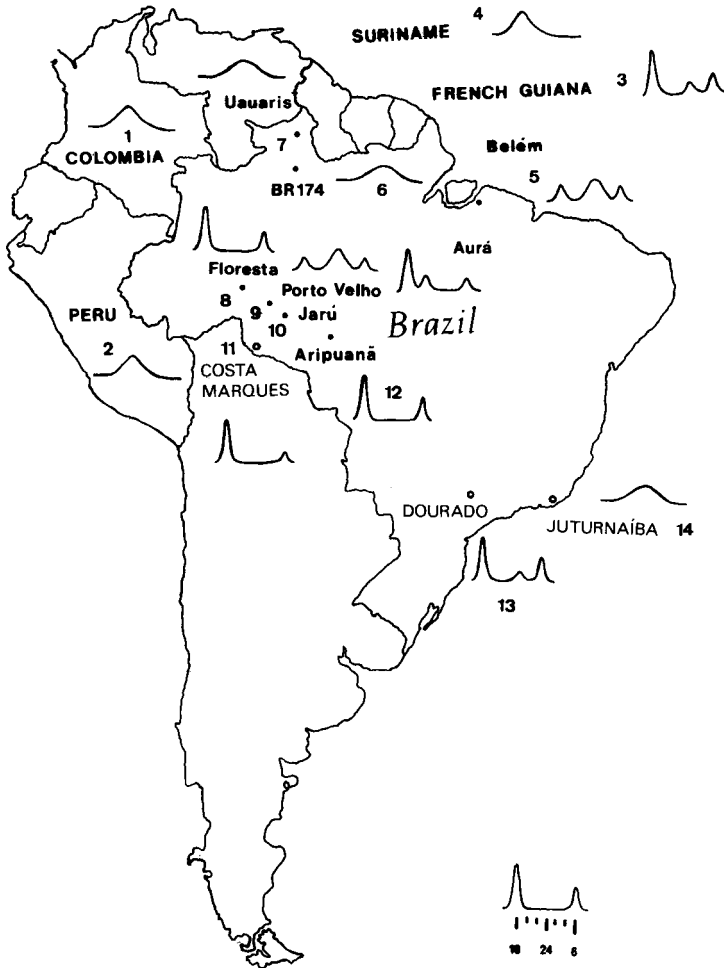 4
SURINAME
3
FRENCH GUIANA
Uauaris
1
COLOMBIA
7
Belém
BR174
6
5
Aurá
Floresta
8
Porto Velho
9
Jarú
10
Brazil
PERU
2
11
Aripuanã
COSTA
MARQUES
12
DOURADO
JUTURNAÍBA 14
13
18 24 6